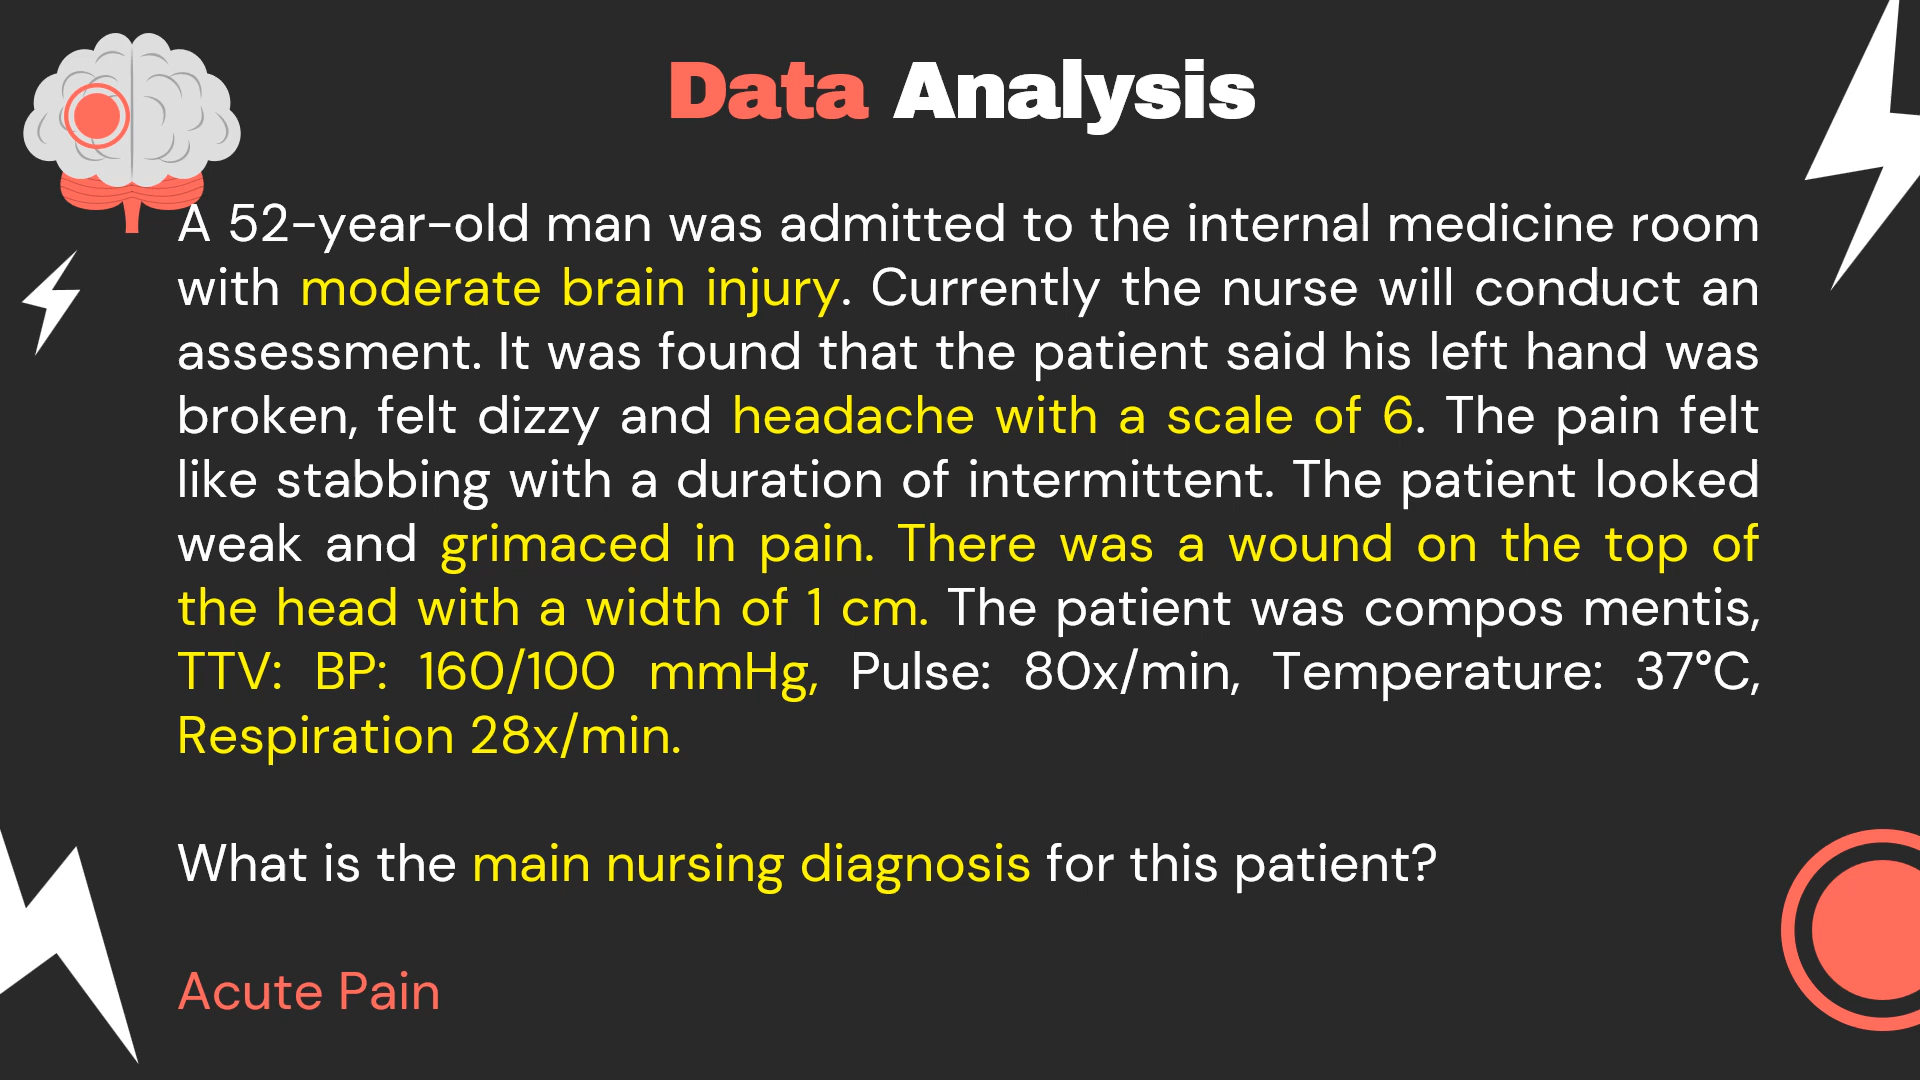 Data Analysis
A 52-year-old man was admitted to the internal medicine room
with moderate brain injury. Currently the nurse will conduct an
assessment. It was found that the patient said his left hand was
broken, felt dizzy and headache with a scale of 6. The pain felt
like stabbing with a duration of intermittent. The patient looked
weak and grimaced in pain. There was a wound on the top of
the head with a width of 1 cm. The patient was compos mentis,
TTV: BP: 160/100 mmHg, Pulse: 80x/min, Temperature: 37°C,
Respiration 28x/min.
What is the main nursing diagnosis for this patient?
Acute Pain